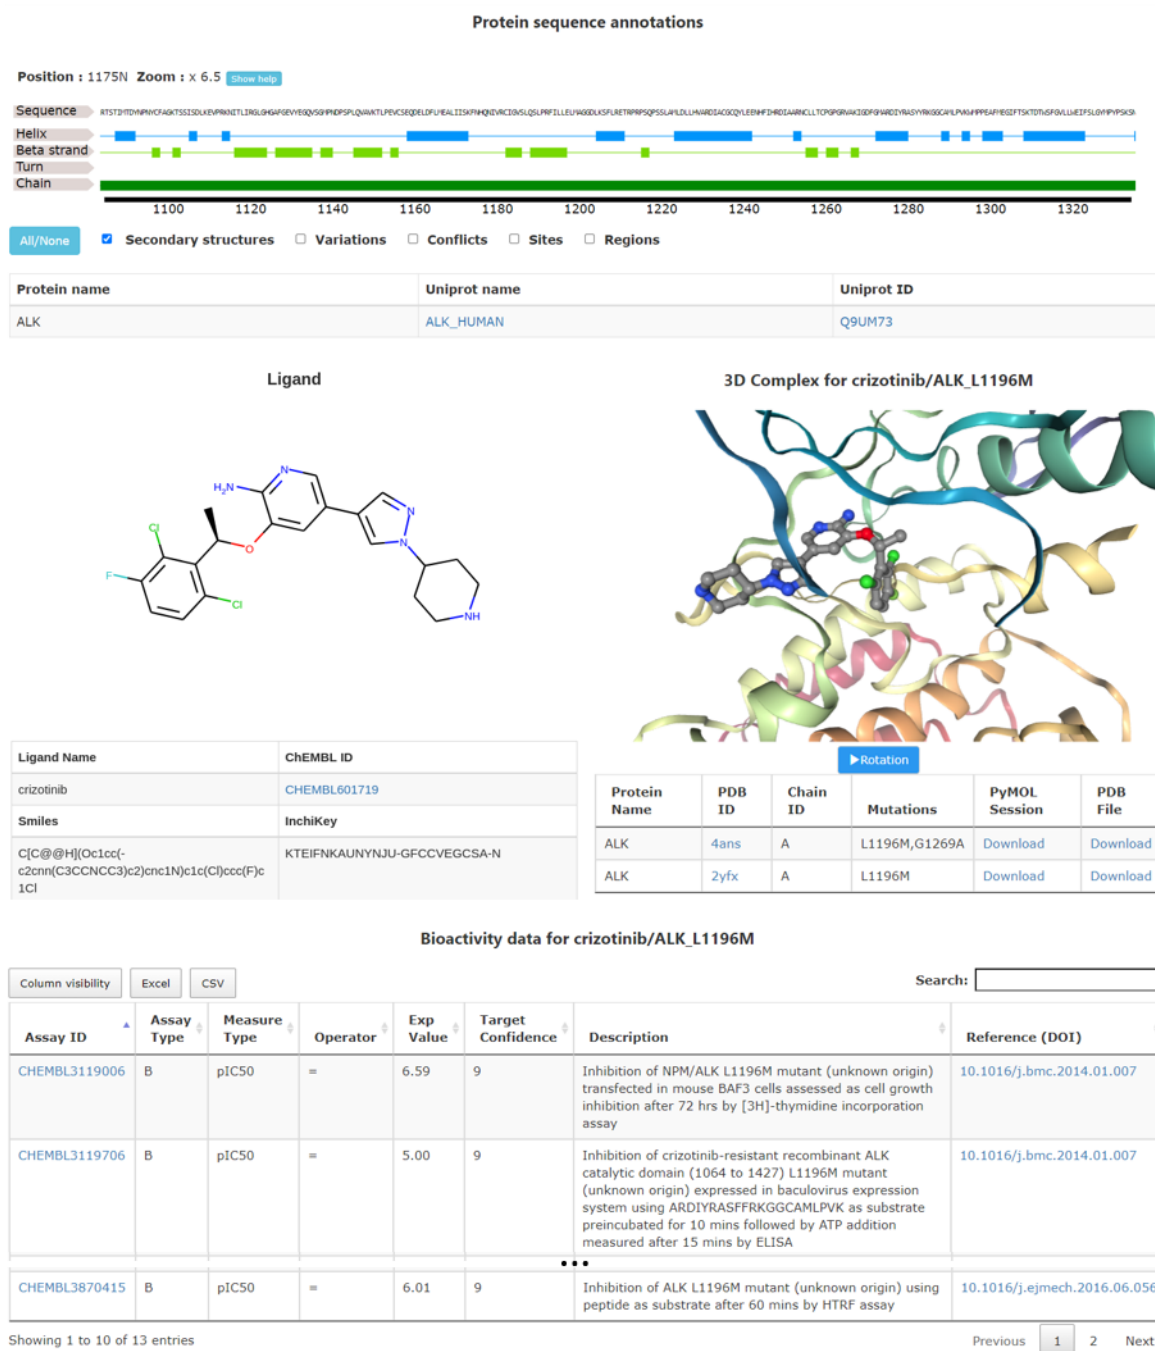 Protein sequence annotations
Position : 1175N Zoom : x 6.5 Show help
Sequence
Helix
Beta strand
Turn
Chain
1100 1120 1140 1160 1180 1200 1220 1240 1260 1280 1300 1320
All/None Secondary structures Variations Conflicts Sites Regions
Protein name Uniprot name Uniprot ID
ALK ALK_HUMAN Q9UM73
Ligand
H2N N N N Cl O F Cl NH
Ligand Name ChEMBL ID
crizotinib CHEMBL601719
Smiles InchiKey
C[C@@H](Oc1cc(- KTEIFNKAUNYNJU-GFCCVEGCSA-N
c2cnn(C3CCNCC3)c2)cnc1N)c1c(Cl)ccc(F)c
1Cl
3D Complex for crizotinib/ALK_L1196M
Rotation
Protein Name PDB ID Chain ID Mutations PyMOL Session PDB File
ALK 4ans A L1196M,G1269A Download Download
ALK 2yfx A L1196M Download Download
Bioactivity data for crizotinib/ALK_L1196M
Column visibility Excel CSV Search:
Assay ID Assay Type Measure Type Operator Exp Value Target Confidence Description Reference (DOI)
CHEMBL3119006 B pIC50 = 6.59 9 Inhibition of NPM/ALK L1196M mutant (unknown origin) 10.1016/j.bmc.2014.01.007
transfected in mouse BAF3 cells assessed as cell growth
inhibition after 72 hrs by [3H]-thymidine incorporation
assay
CHEMBL3119706 B pIC50 = 5.00 9 Inhibition of crizotinib-resistant recombinant ALK 10.1016/j.bmc.2014.01.007
catalytic domain (1064 to 1427) L1196M mutant
(unknown origin) expressed in baculovirus expression
system using ARDIYRASFFRKGGCAMLPVK as substrate
preincubated for 10 mins followed by ATP addition
measured after 15 mins by ELISA
•••
CHEMBL3870415 B pIC50 = 6.01 9 Inhibition of ALK L1196M mutant (unknown origin) using 10.1016/j.ejmech.2016.06.056
peptide as substrate after 60 mins by HTRF assay
Showing 1 to 10 of 13 entries Previous 1 2 Next